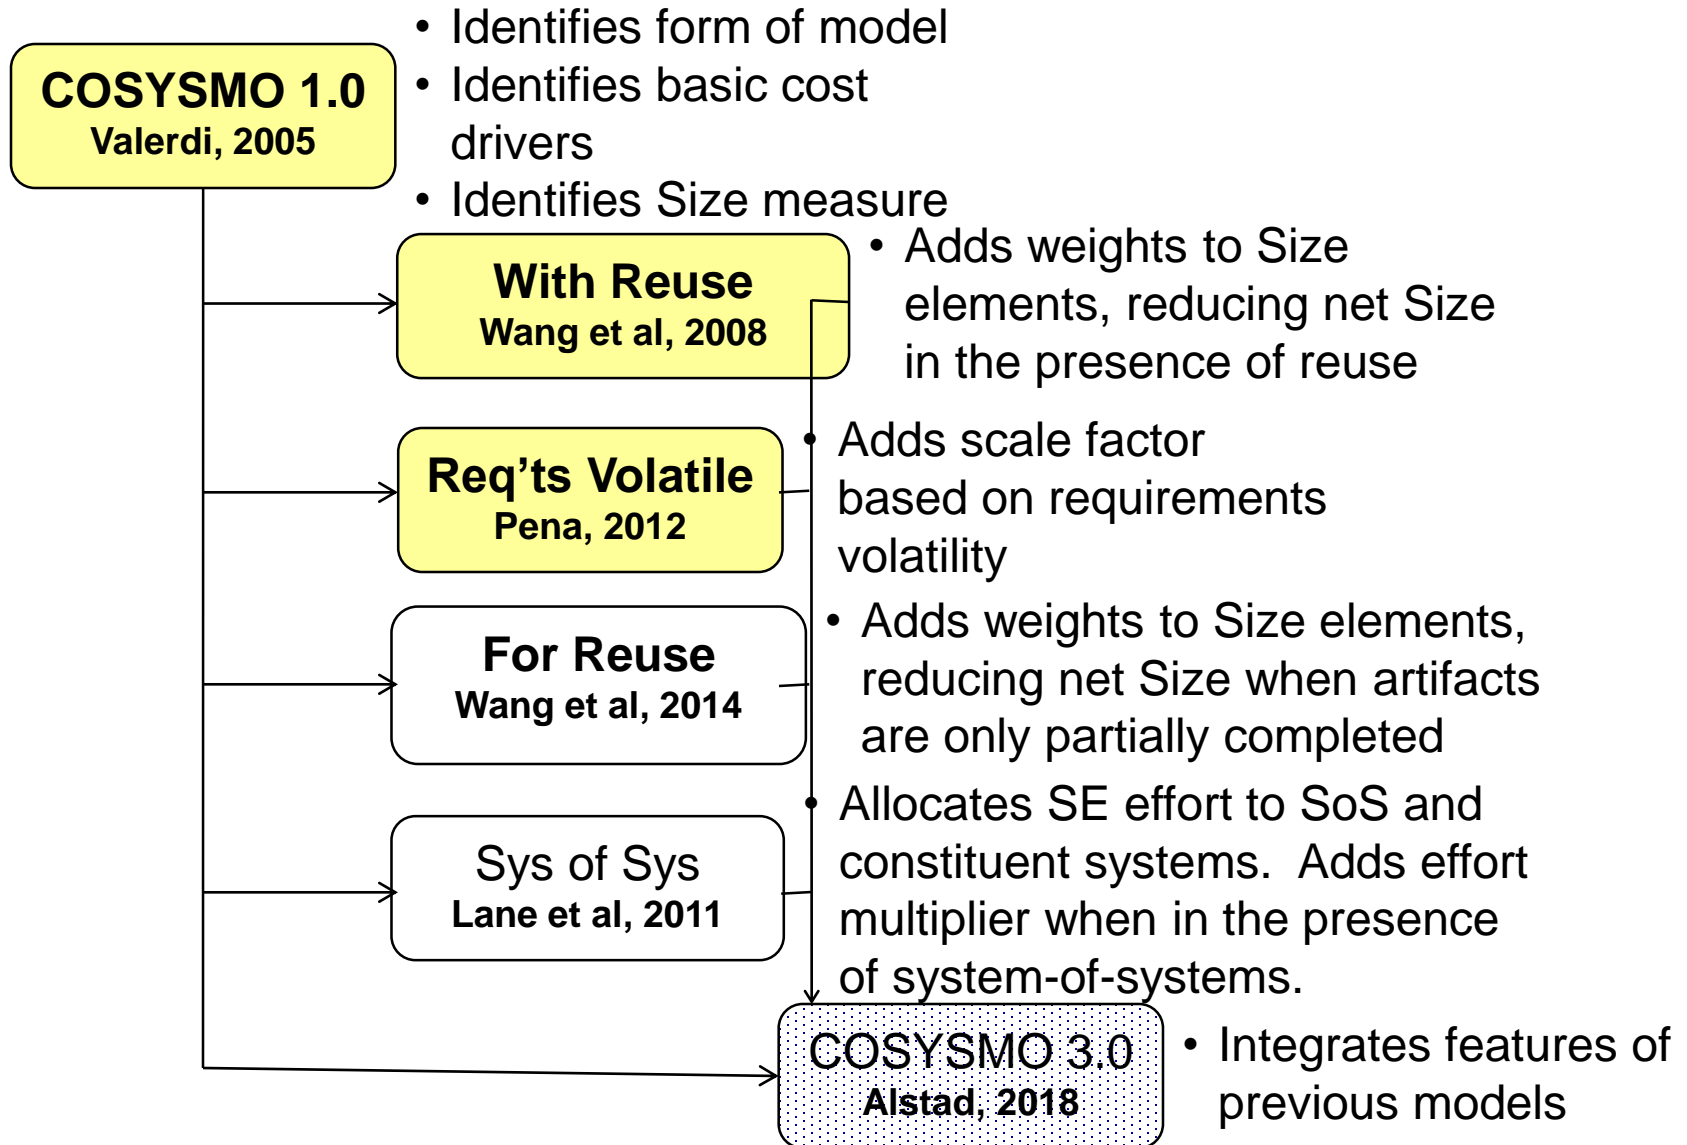 COSYSMO 1.0
Valerdi, 2005
• Identifies form of model
• Identifies basic cost
drivers
• Identifies Size measure
With Reuse
Wang et al, 2008
• Adds weights to Size
elements, reducing net Size
in the presence of reuse
Req’ts Volatile
Pena, 2012
• Adds scale factor
based on requirements
volatility
For Reuse
Wang et al, 2014
• Adds weights to Size elements,
reducing net Size when artifacts
are only partially completed
Sys of Sys
Lane et al, 2011
• Allocates SE effort to SoS and
constituent systems.  Adds effort
multiplier when in the presence
of system-of-systems.
COSYSMO 3.0
Alstad, 2018
• Integrates features of
previous models